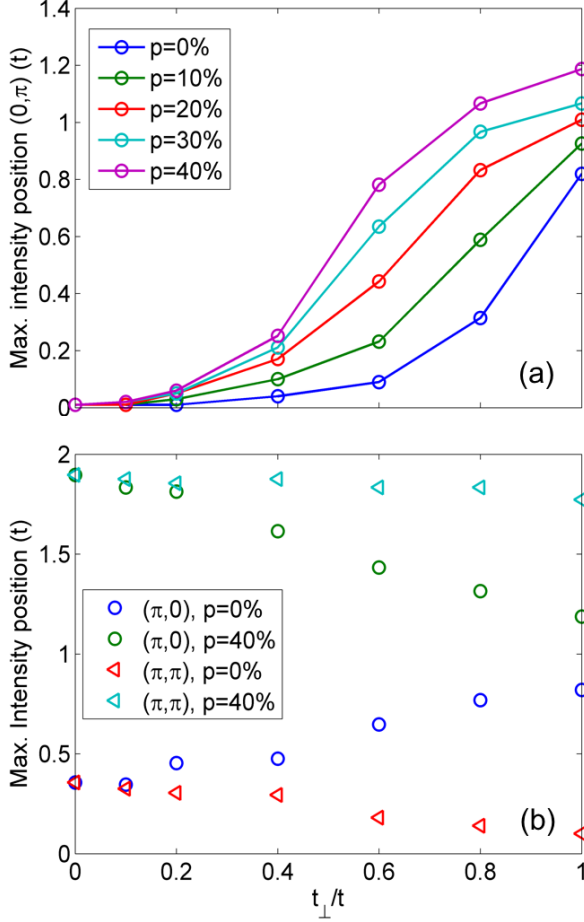 Max. intensity position (0,π) (t)
1.4
1.2
1
0.8
0.6
0.4
0.2
0
p=0%
p=10%
p=20%
p=30%
p=40%
(a)
Max. Intensity position (t)
2
1.5
1
0.5
0
(π,0), p=0%
(π,0), p=40%
(π,π), p=0%
(π,π), p=40%
(b)
0 0.2 0.4 0.6 0.8 1
t⊥/t